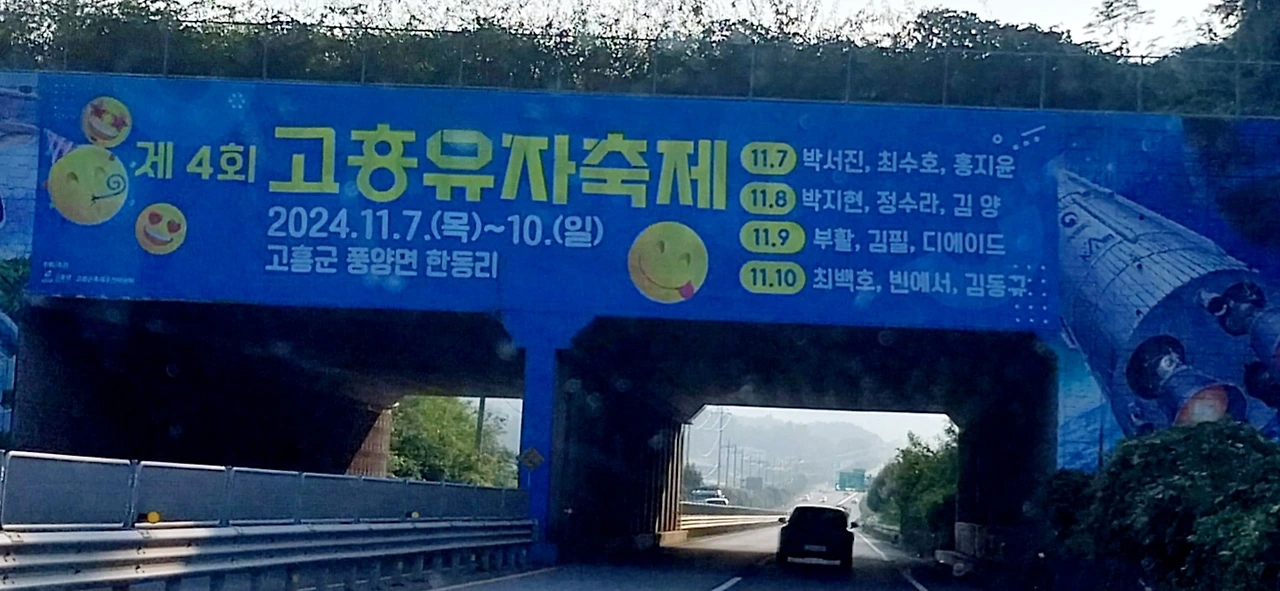 제 4회 고흥유자축제
2024.11.7.(목)~10.(일)
고흥군 풍양면 한동리
11.7 박서진, 최수호, 홍지윤
11.8 박지현, 정수라, 김 양
11.9 부활, 김필, 디에이드
11.10 최백호, 빈예서, 김동규